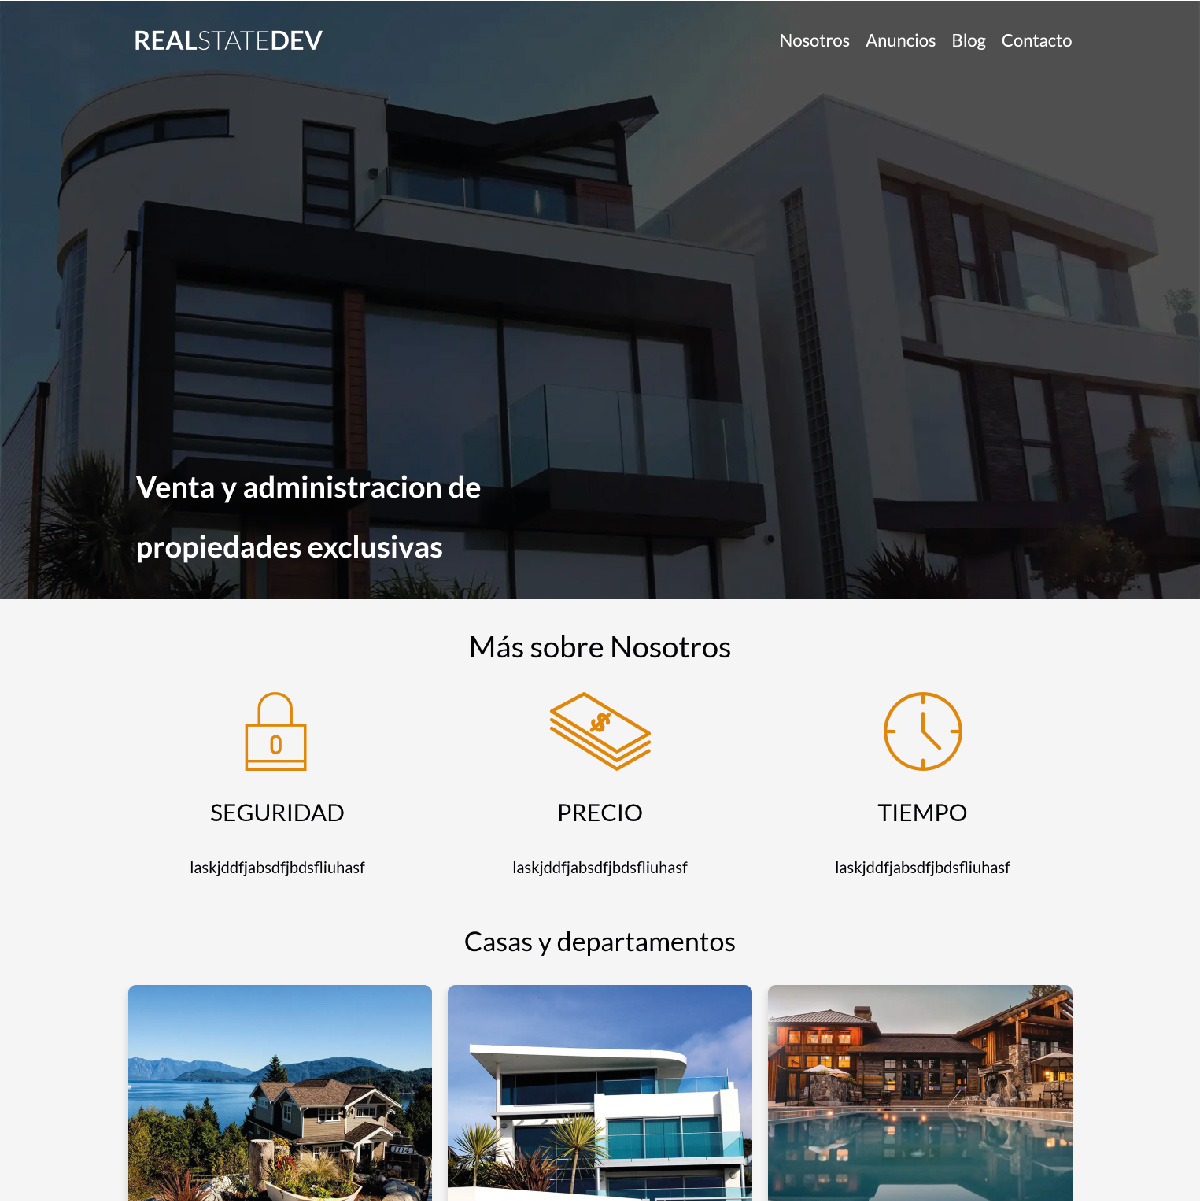 REALSTATEDEV
Nosotros Anuncios Blog Contacto
Venta y administracion de
propiedades exclusivas
Más sobre Nosotros
0
$
SEGURIDAD
PRECIO
TIEMPO
laskjddfjabsdfjbdsfliuhasf
laskjddfjabsdfjbdsfliuhasf
laskjddfjabsdfjbdsfliuhasf
Casas y departamentos